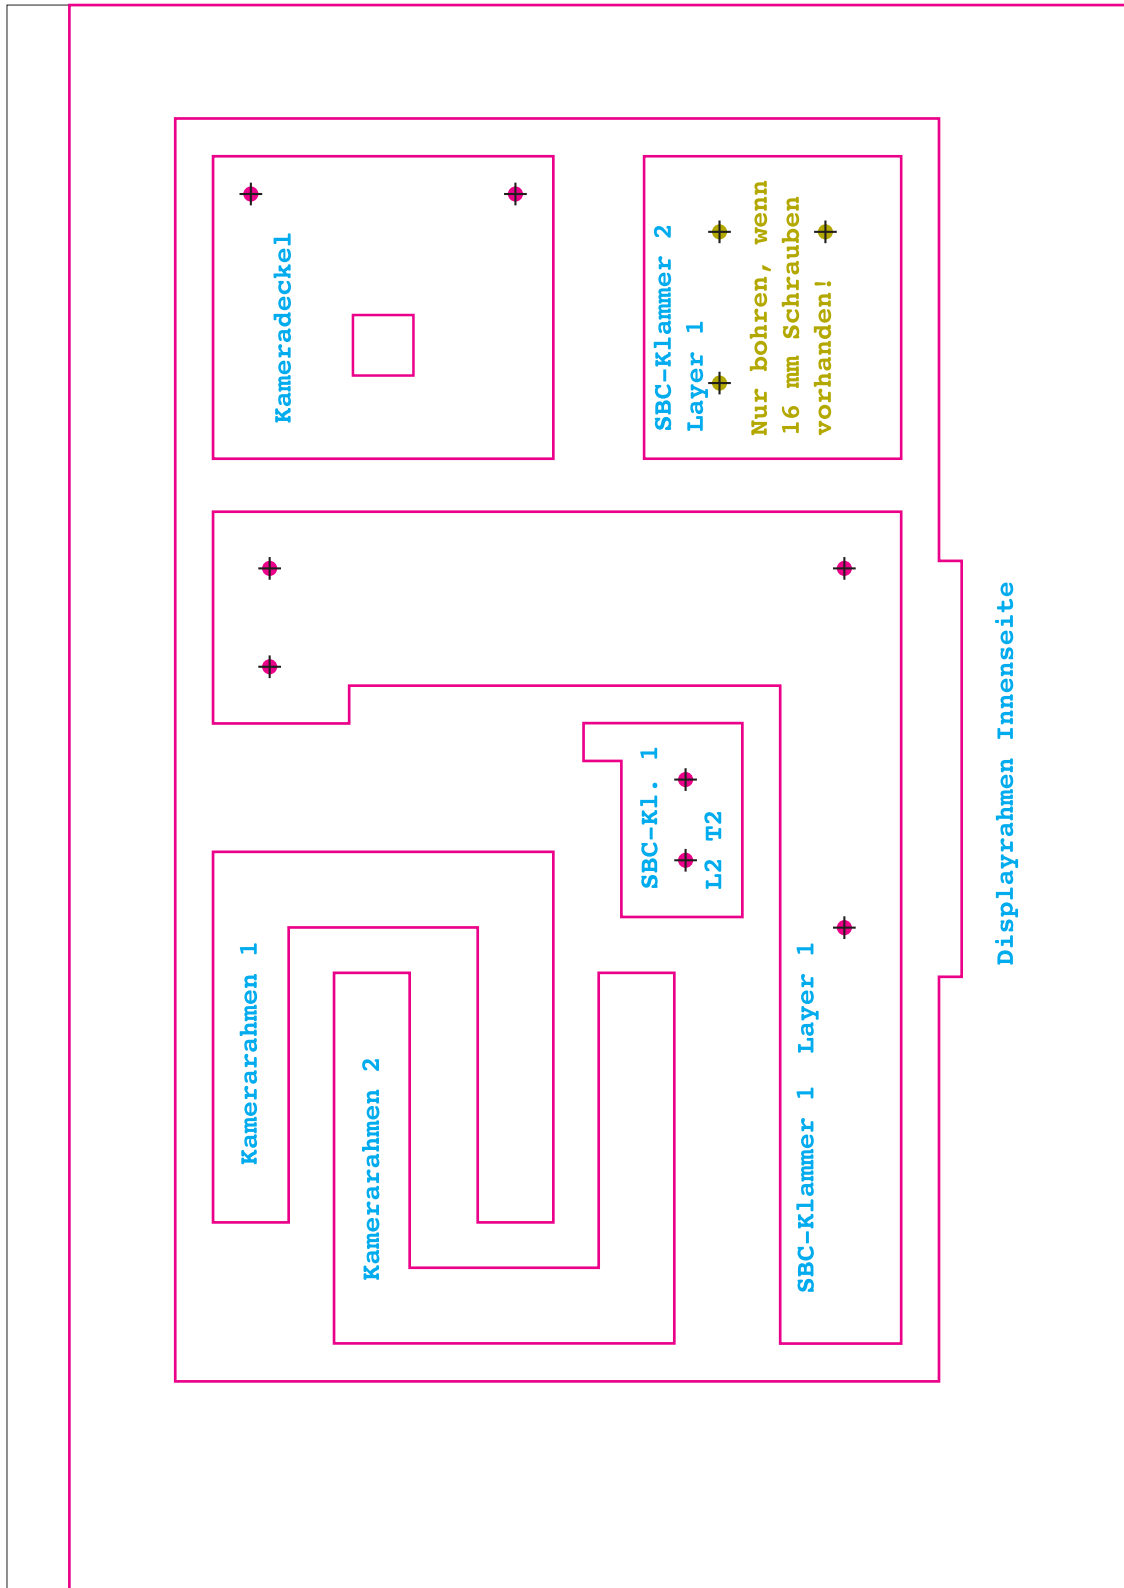 Kameradeckel
SBC-Klammer 2
Layer 1
Nur bohren, wenn
16 mm Schrauben
vorhanden!
Kamerarahmen 1
Kamerarahmen 2
SBC-Kl. 1
L2 T2
SBC-Klammer 1  Layer 1
Displayrahmen Innenseite